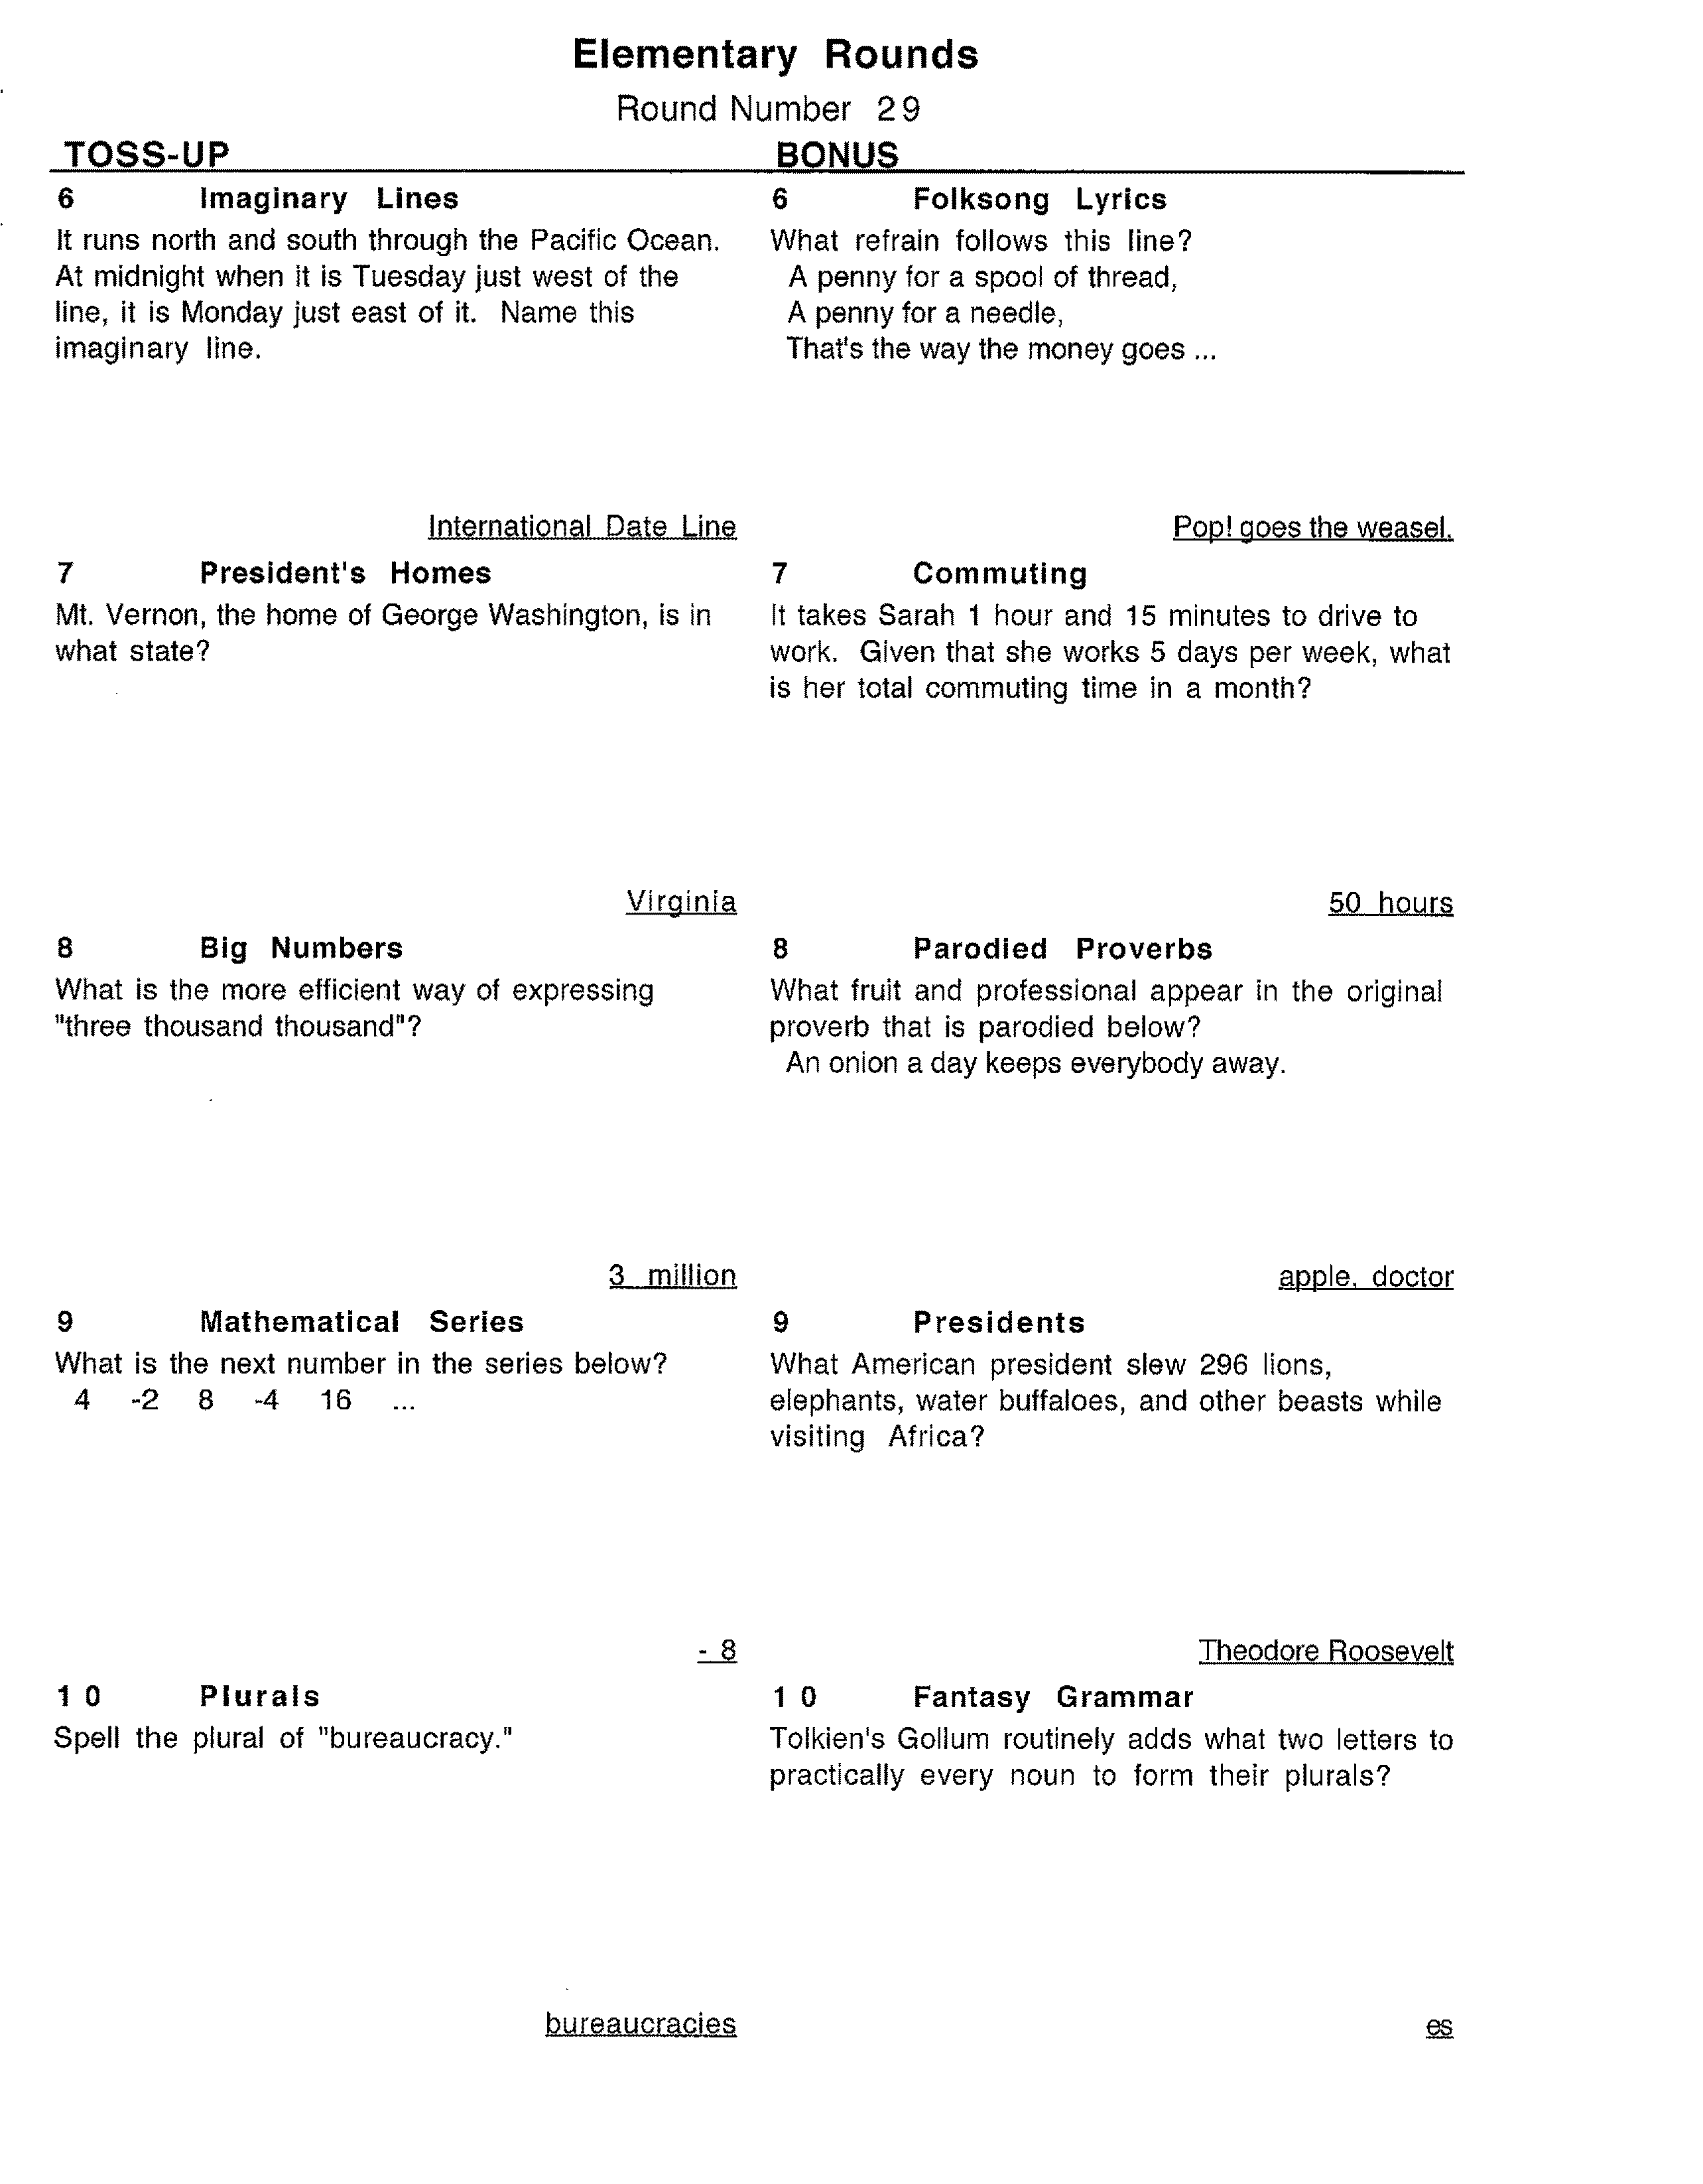 Elementary Rounds
Round Number 29
TOSS-UP
6 Imaginary Lines
It runs north and south through the Pacific Ocean.
At midnight when it is Tuesday just west of the
line, it is Monday just east of it. Name this
imaginary line.
International Date Line
7 President's Homes
Mt. Vernon, the home of George Washington, is in
what state?
Virginia
8 Big Numbers
What is the more efficient way of expressing
"three thousand thousand"?
3 million
9 Mathematical Series
What is the next number in the series below?
4 -2 8 -4 16 ...
- 8
10 Plurals
Spell the plural of "bureaucracy."
bureaucracies
BONUS
6 Folksong Lyrics
What refrain follows this line?
A penny for a spool of thread,
A penny for a needle,
That's the way the money goes ...
Pop! goes the weasel.
7 Commuting
It takes Sarah 1 hour and 15 minutes to drive to
work. Given that she works 5 days per week, what
is her total commuting time in a month?
50 hours
8 Parodied Proverbs
What fruit and professional appear in the original
proverb that is parodied below?
An onion a day keeps everybody away.
apple, doctor
9 Presidents
What American president slew 296 lions,
elephants, water buffaloes, and other beasts while
visiting Africa?
Theodore Roosevelt
10 Fantasy Grammar
Tolkien's Gollum routinely adds what two letters to
practically every noun to form their plurals?
es